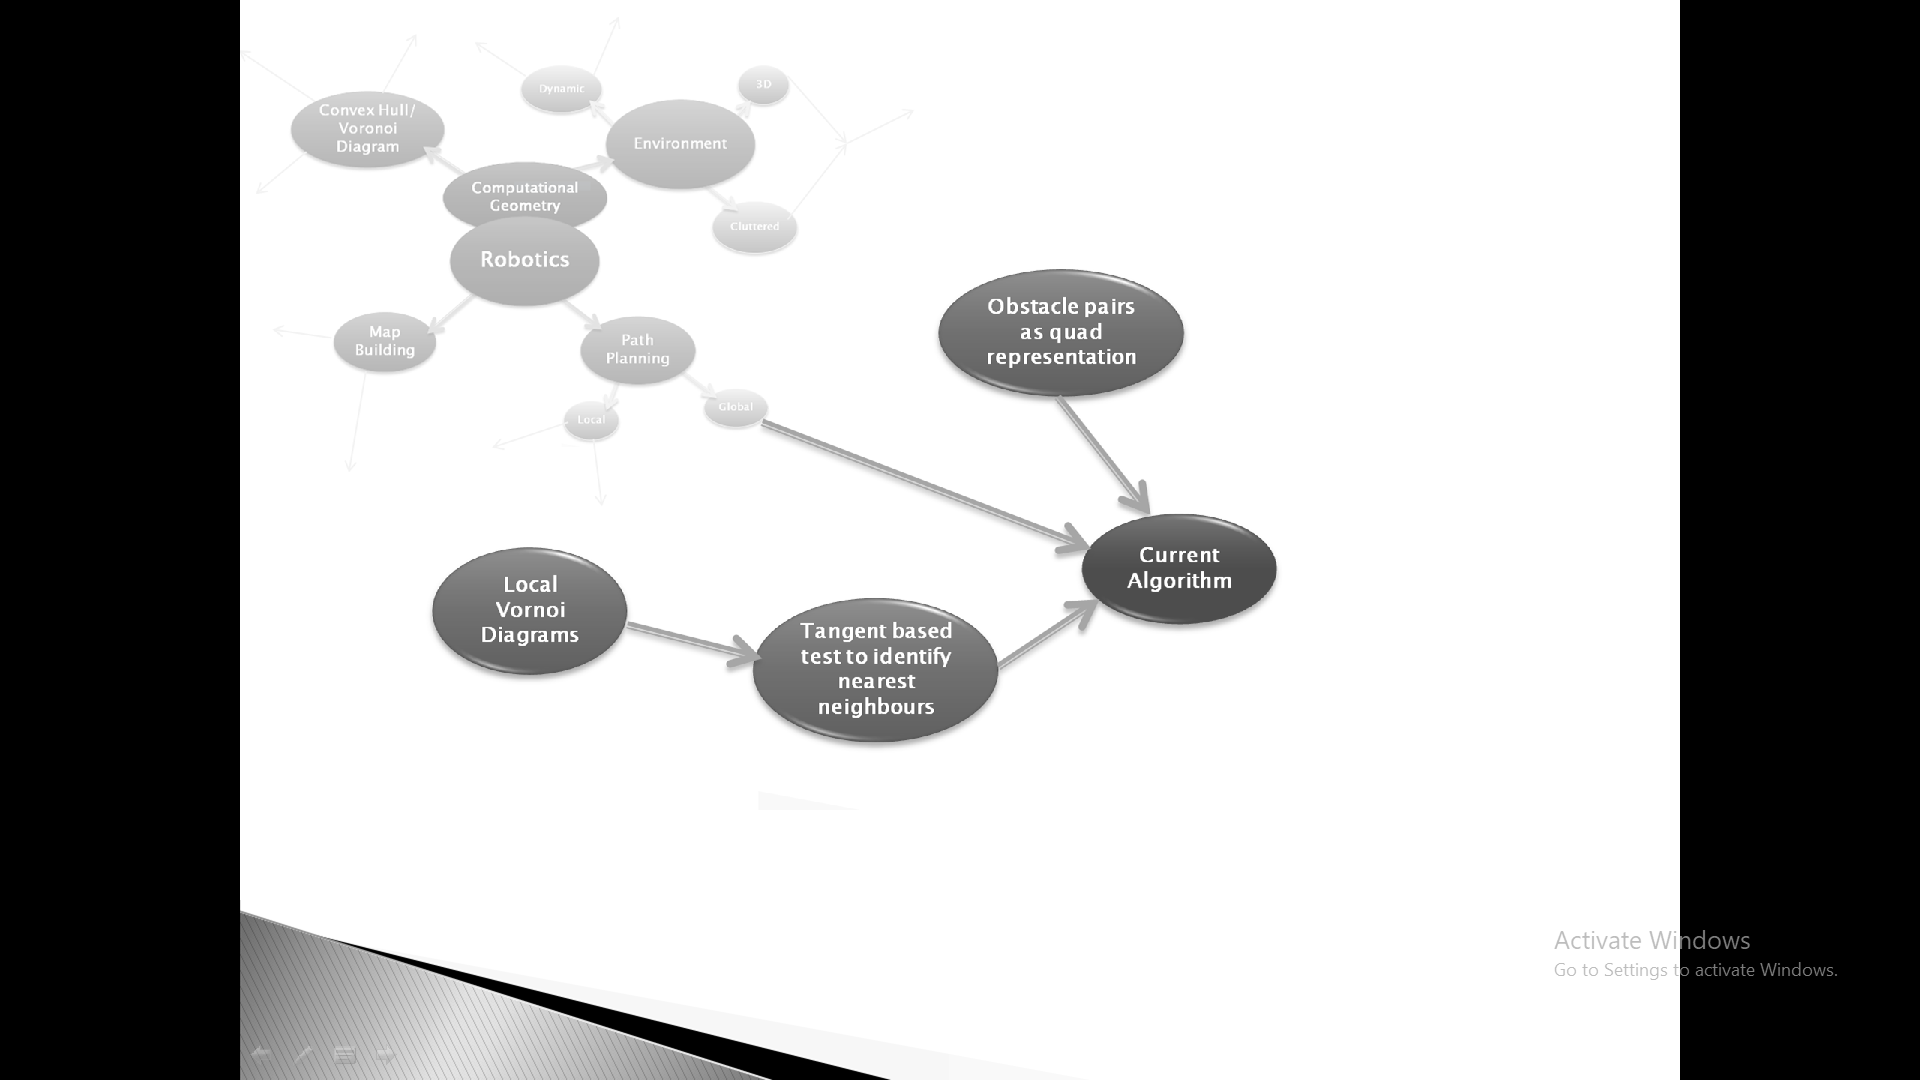 Convex Hull/
Voronoi
Diagram
Dynamic
3D
Environment
Computational
Geometry
Cluttered
Robotics
Map
Building
Path
Planning
Local
Global
Obstacle pairs
as quad
representation
Current
Algorithm
Local
Vornoi
Diagrams
Tangent based
test to identify
nearest
neighbours
Activate Windows
Go to Settings to activate Windows.